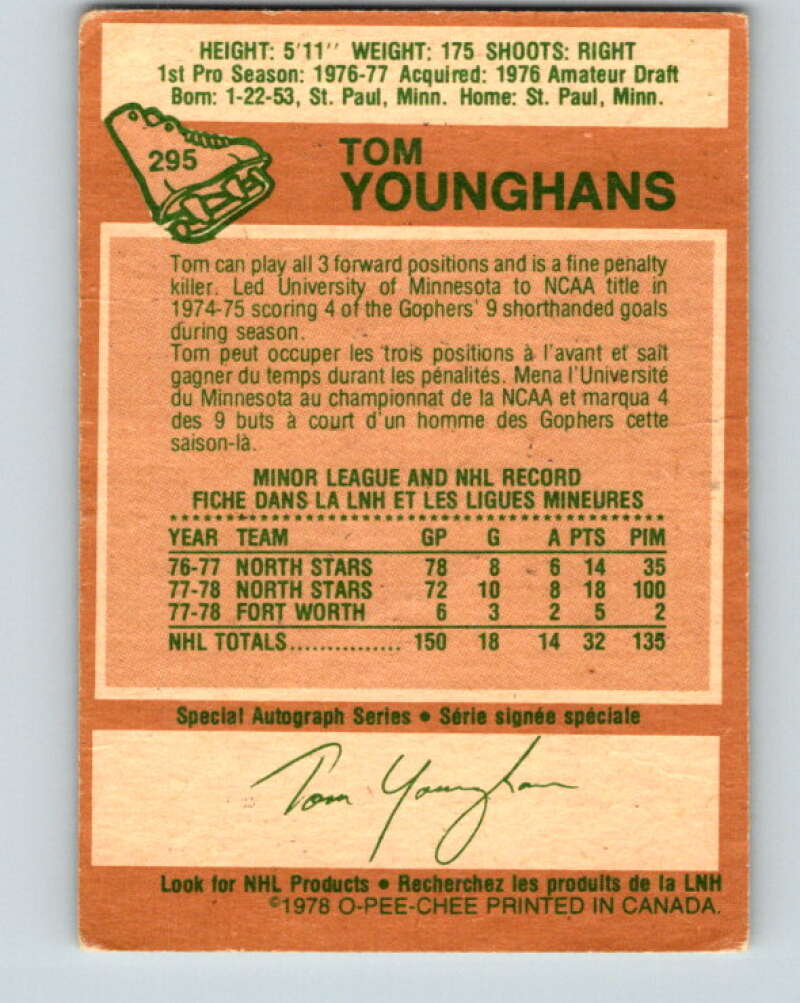 HEIGHT: 5'11'' WEIGHT: 175 SHOOTS: RIGHT
1st Pro Season: 1976-77 Acquired: 1976 Amateur Draft
Born: 1-22-53, St. Paul, Minn. Home: St. Paul, Minn.
295
TOM
YOUNGHANS
Tom can play all 3 forward positions and is a fine penalty
killer. Led University of Minnesota to NCAA title in
1974-75 scoring 4 of the Gophers' 9 shorthanded goals
during season.
Tom peut occuper les trois positions à l'avant et sait
gagner du temps durant les pénalités. Mena l'Université
du Minnesota au championnat de la NCAA et marqua 4
des 9 buts à court d'un homme des Gophers cette
saison-là.
MINOR LEAGUE AND NHL RECORD
FICHE DANS LA LNH ET LES LIGUES MINEURES
YEAR TEAM GP G A PTS PIM
76-77 NORTH STARS 78 8 6 14 35
77-78 NORTH STARS 72 10 8 18 100
77-78 FORT WORTH 6 3 2 5 2
NHL TOTALS................ 150 18 14 32 135
Special Autograph Series • Série signée spéciale
Tom Younghans
Look for NHL Products • Recherchez les produits de la LNH
©1978 O-PEE-CHEE PRINTED IN CANADA.